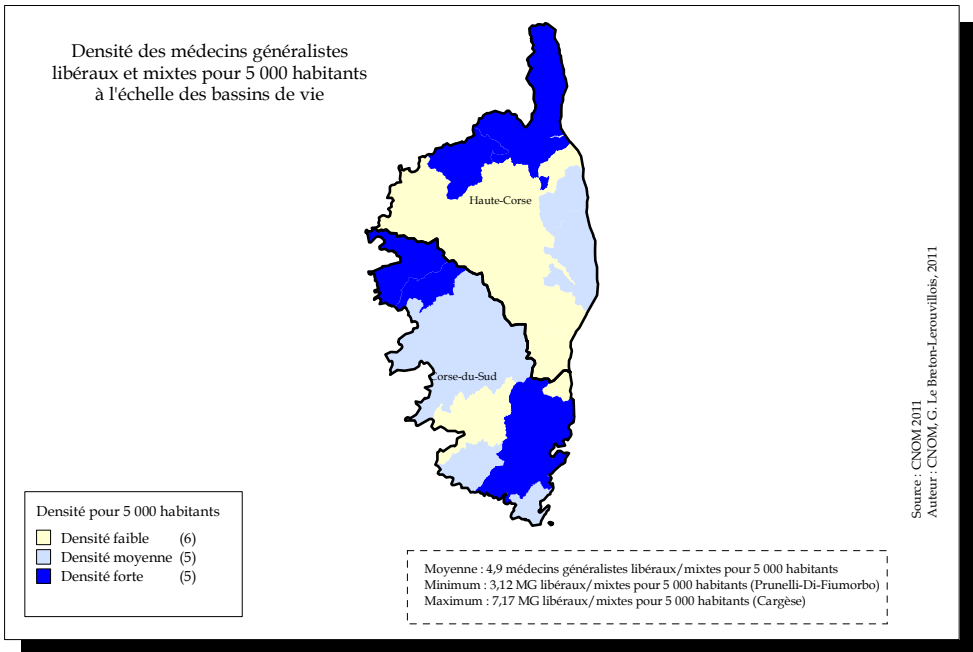 Densité des médecins généralistes
libéraux et mixtes pour 5 000 habitants
à l'échelle des bassins de vie
Haute-Corse
Corse-du-Sud
Source : CNOM 2011
Auteur : CNOM, G. Le Breton-Lerouvillois, 2011
Densité pour 5 000 habitants
Densité faible (6)
Densité moyenne (5)
Densité forte (5)
Moyenne : 4,9 médecins généralistes libéraux/mixtes pour 5 000 habitants
Minimum : 3,12 MG libéraux/mixtes pour 5 000 habitants (Prunelli-Di-Fiumorbo)
Maximum : 7,17 MG libéraux/mixtes pour 5 000 habitants (Cargèse)